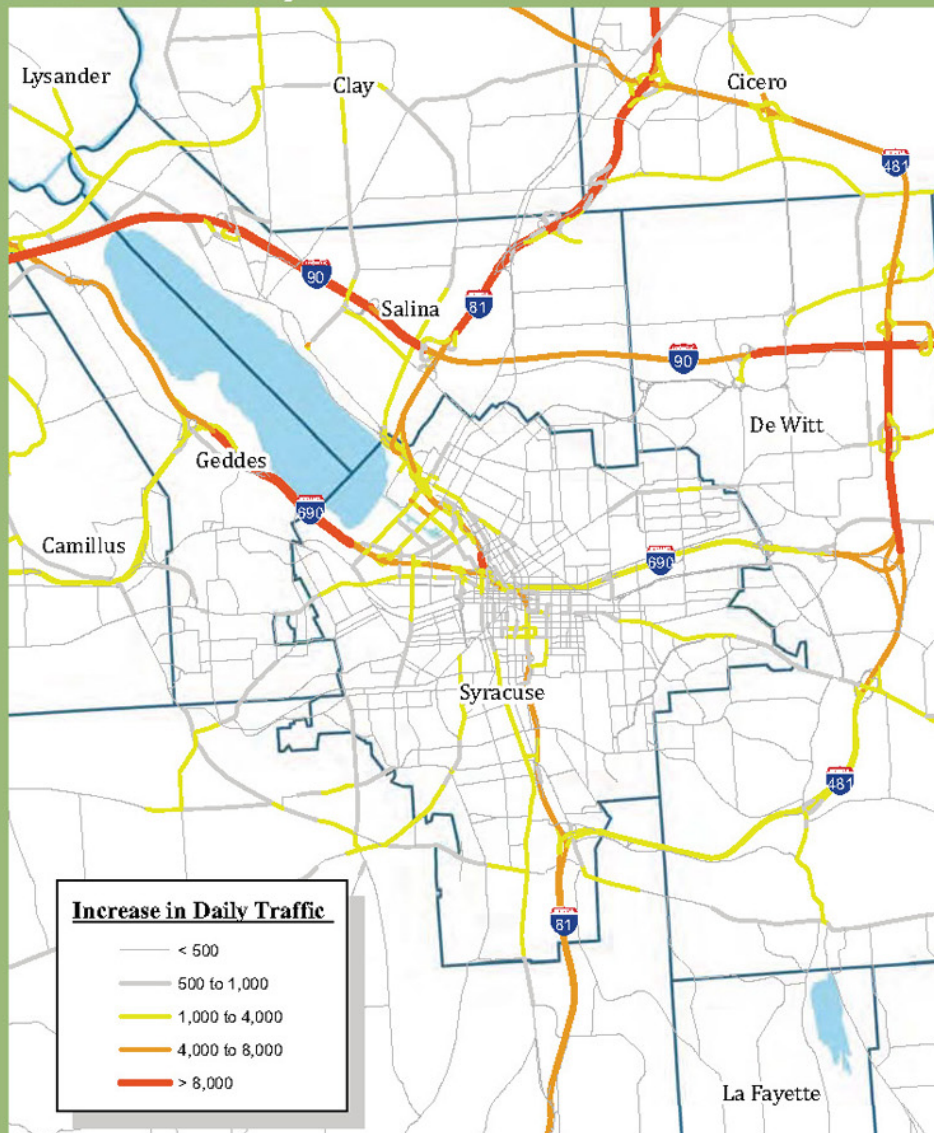 Lysander
Clay
Cicero
481
90
Salina
81
90
De Witt
Geddes
690
Camillus
690
Syracuse
481
81
Increase in Daily Traffic
< 500
500 to 1,000
1,000 to 4,000
4,000 to 8,000
> 8,000
La Fayette